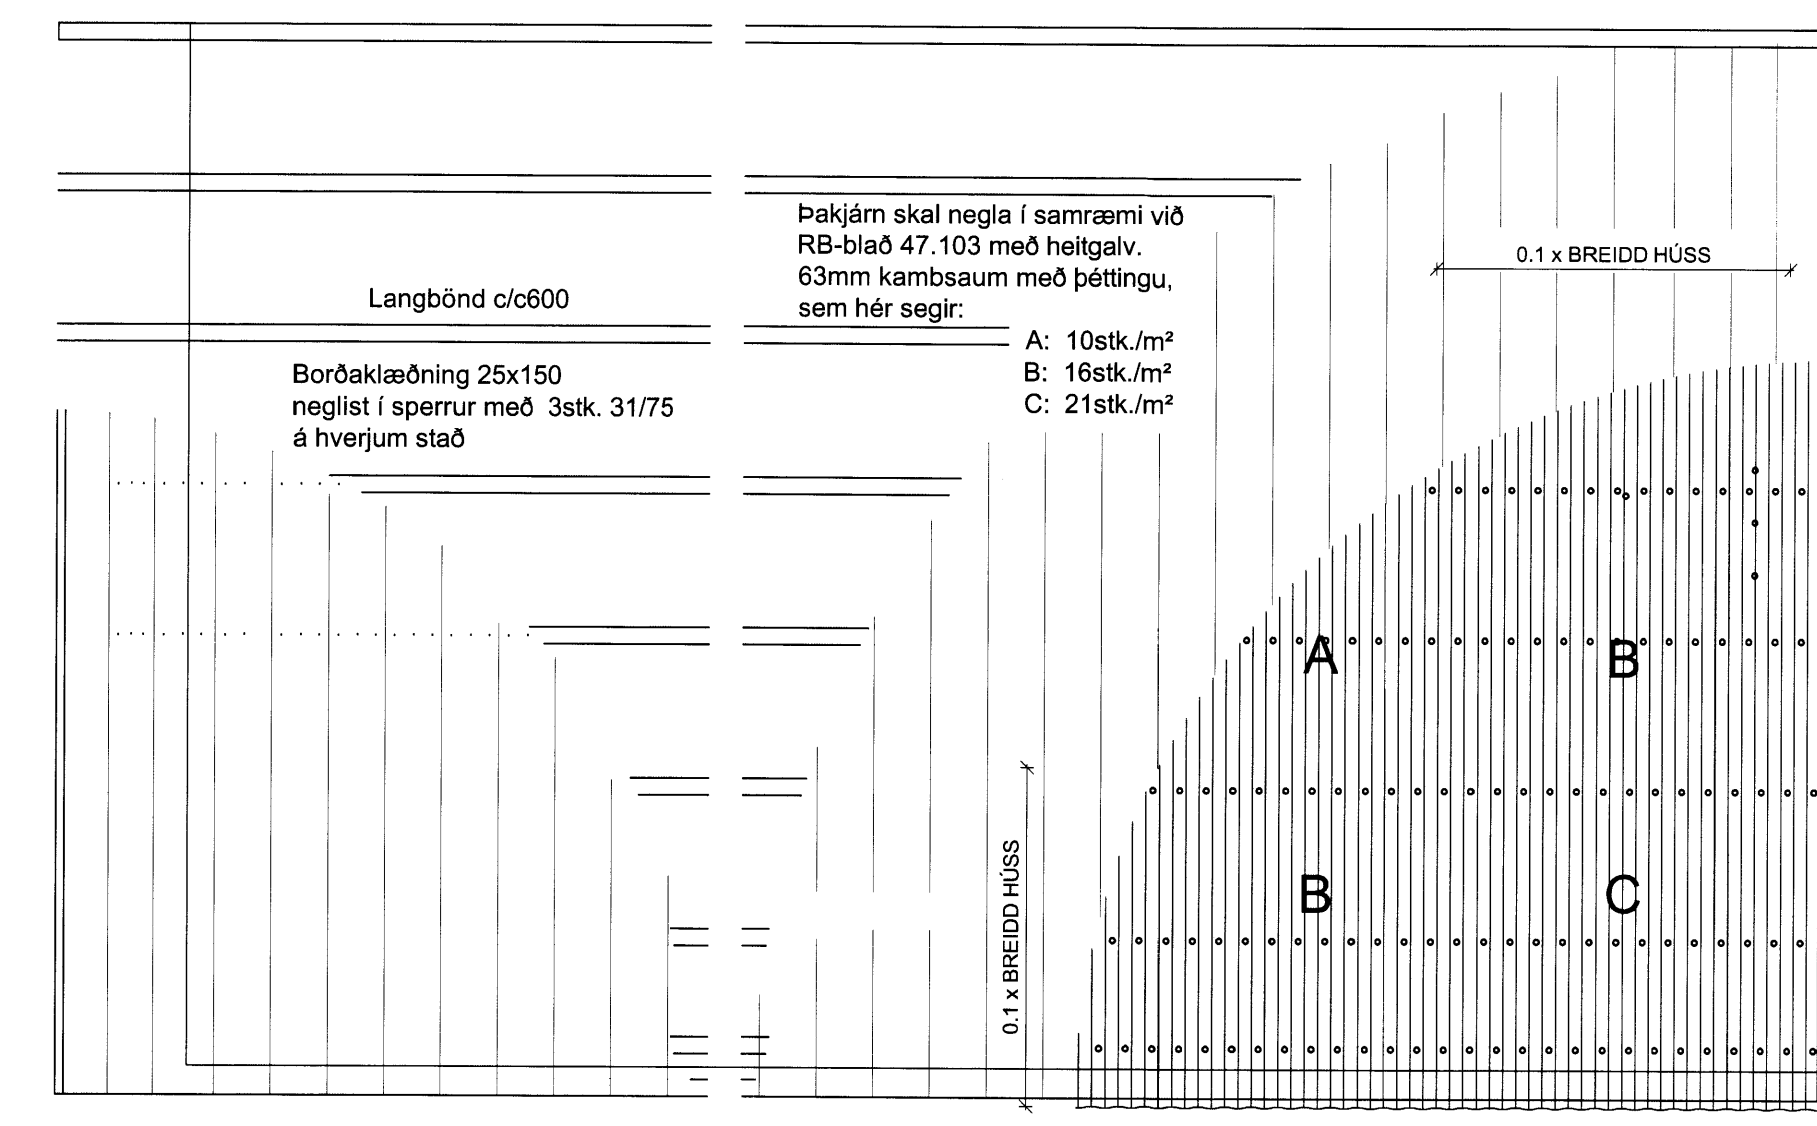 Þakjárn skal negla í samræmi við
RB-blað 47.103 með heitgalv.
63mm kambsaum með þéttingu,
sem hér segir:
A: 10stk./m²
B: 16stk./m²
C: 21stk./m²
0.1 x BREIDD HÚSS
Langbönd c/c600
Borðaklæðning 25x150
neglist í sperrur með 3stk. 31/75
á hverjum stað
A
B
0.1 x BREIDD HÚSS
B
C